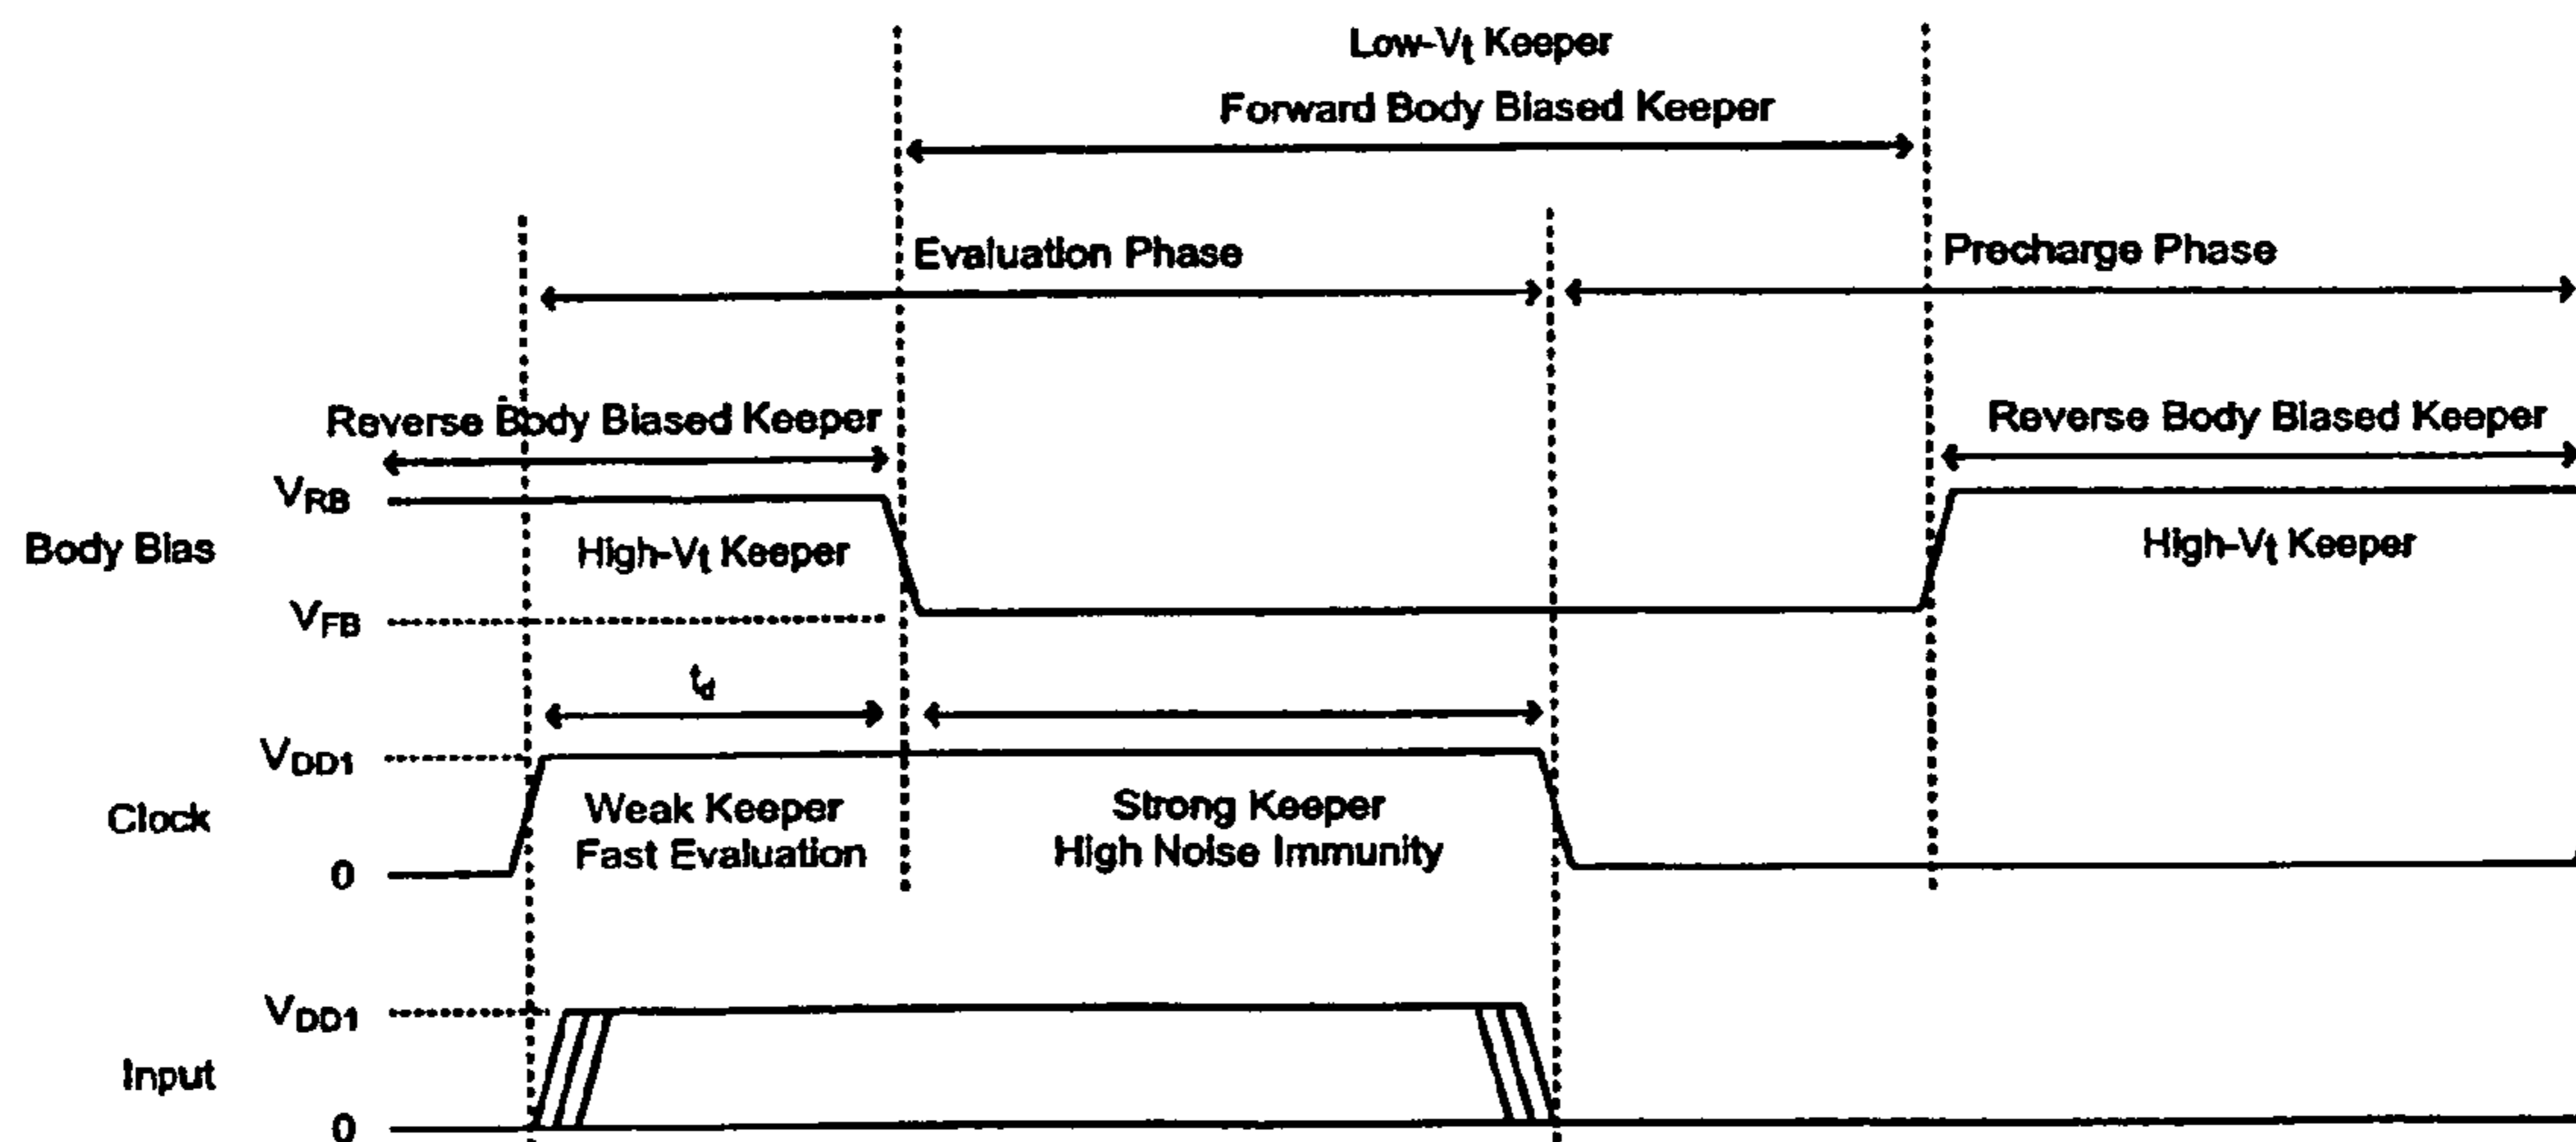 Low-Vt Keeper
Forward Body Biased Keeper
Evaluation Phase
Precharge Phase
Reverse Body Biased Keeper
Reverse Body Biased Keeper
VRB
Body Bias
High-Vt Keeper
High-Vt Keeper
VFB
td
VDD1
Clock
Weak Keeper
Fast Evaluation
Strong Keeper
High Noise Immunity
0
VDD1
Input
0